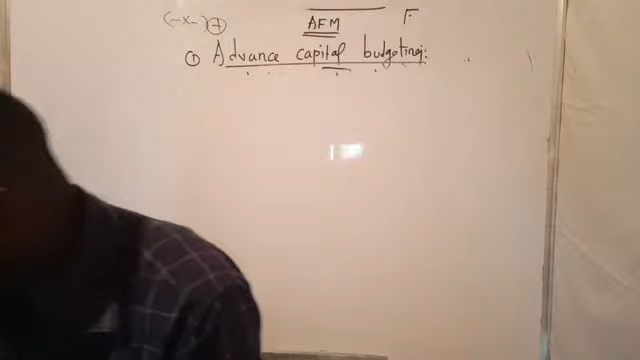 (-x-) + AFM F
① Advance capital budgeting: